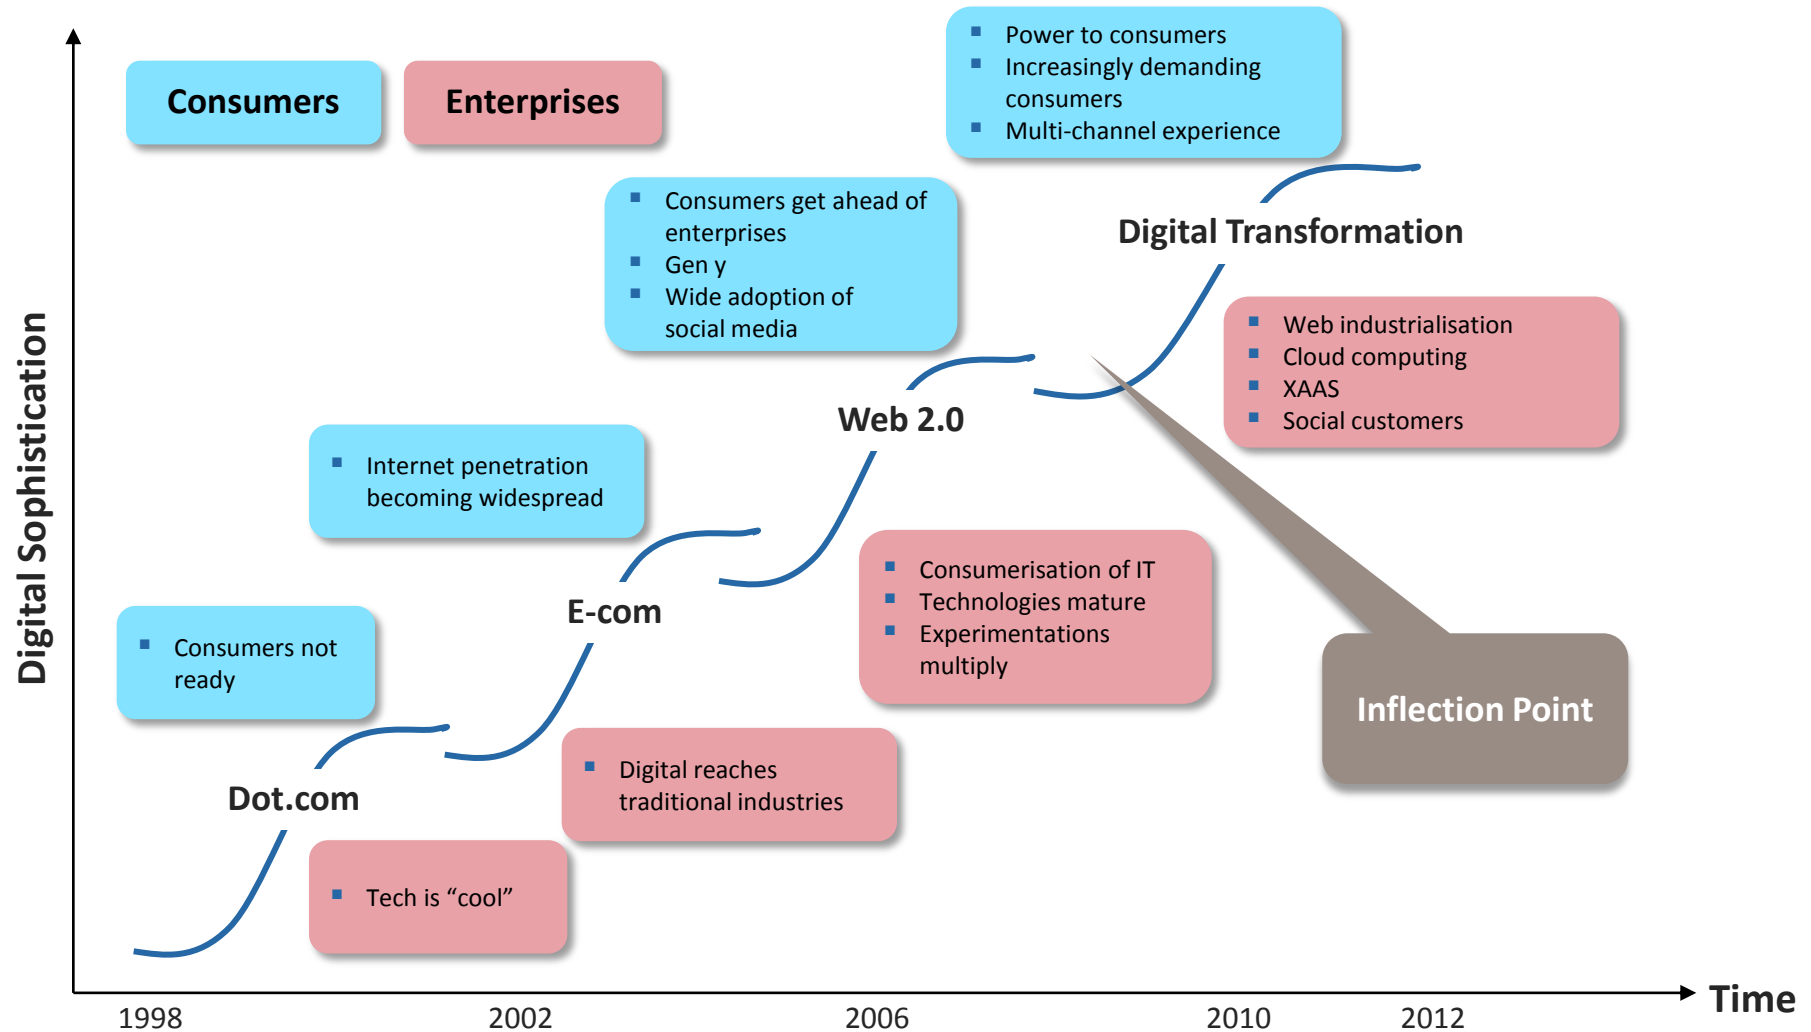 Consumers
Enterprises
Power to consumers
Increasingly demanding
consumers
Multi-channel experience
Consumers get ahead of
enterprises
Gen y
Wide adoption of
social media
Digital Transformation
Web industrialisation
Cloud computing
XAAS
Social customers
Web 2.0
Internet penetration
becoming widespread
Consumerisation of IT
Technologies mature
Experimentations
multiply
E-com
Consumers not
ready
Inflection Point
Digital reaches
traditional industries
Dot.com
Tech is “cool”
Digital Sophistication
Time
1998
2002
2006
2010
2012